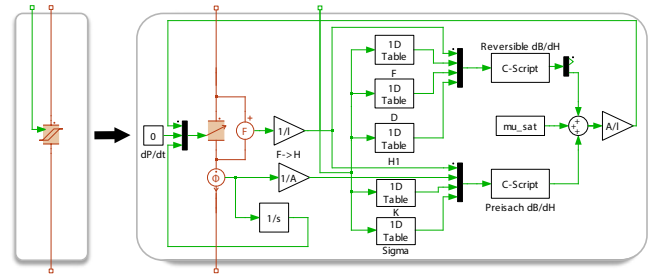 1D
Table
F
1D
Table
D
1D
Table
H1
1D
Table
K
1D
Table
Sigma
Reversible dB/dH
C-Script
C-Script
Preisach dB/dH
mu_sat
A/I
0
dP/dt
F
1/I
F->H
Φ
1/A
1/s